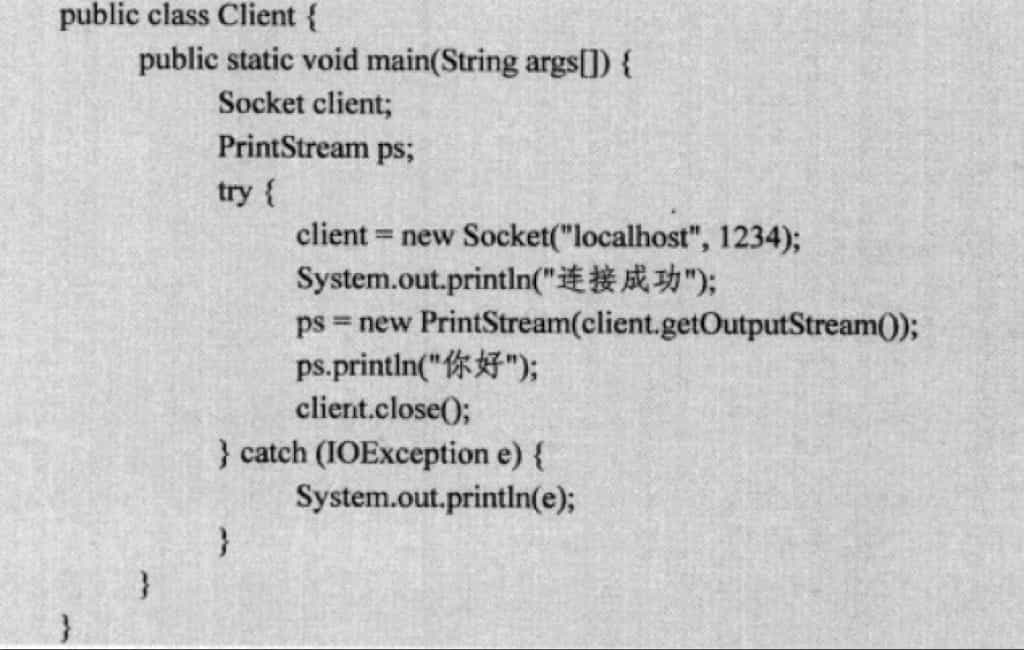 public class Client {
public static void main(String args[]) {
Socket client;
PrintStream ps;
try {
client = new Socket("localhost", 1234);
System.out.println("连接成功");
ps = new PrintStream(client.getOutputStream());
ps.println("你好");
client.close();
} catch (IOException e) {
System.out.println(e);
}
}
}